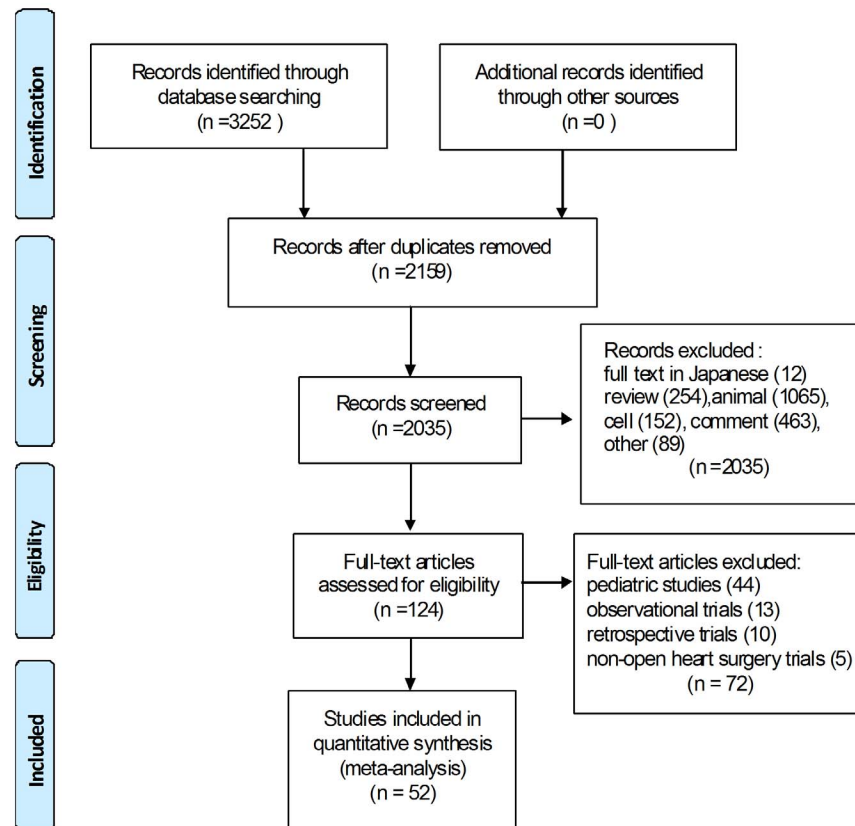 Identification
Records identified through
database searching
(n =3252 )
Additional records identified
through other sources
(n =0 )
Screening
Records after duplicates removed
(n =2159)
Records screened
(n =2035)
Records excluded :
full text in Japanese (12)
review (254),animal (1065),
cell (152), comment (463),
other (89)
(n =2035)
Eligibility
Full-text articles
assessed for eligibility
(n =124)
Full-text articles excluded:
pediatric studies (44)
observational trials (13)
retrospective trials (10)
non-open heart surgery trials (5)
(n = 72)
Included
Studies included in
quantitative synthesis
(meta-analysis)
(n = 52)